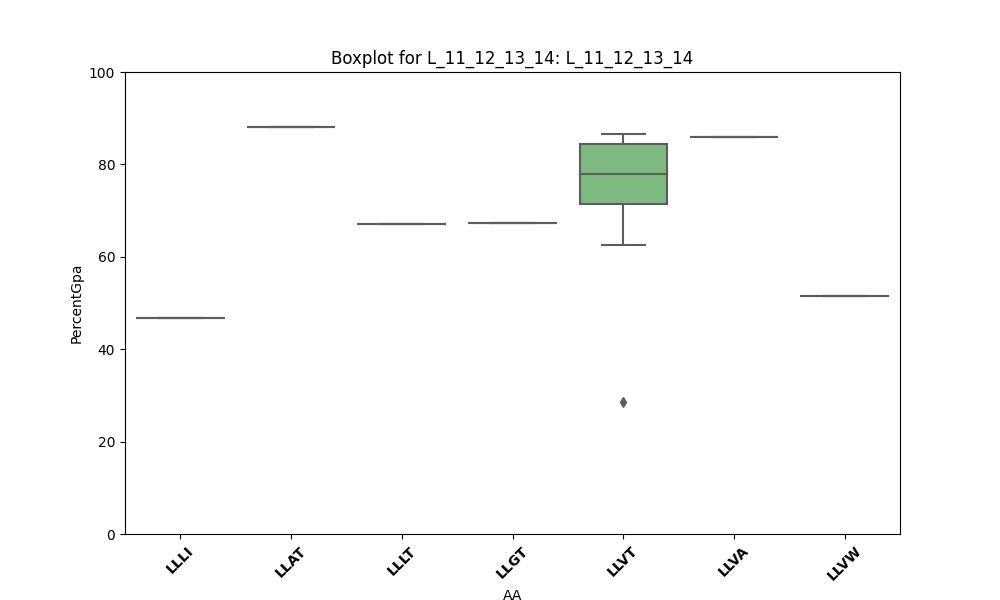 Boxplot for L_11_12_13_14: L_11_12_13_14
100
80
60
40
20
0
PercentGpa
LLLI
LLAT
LLLT
LLGT
LLVT
LLVA
LLVW
AA